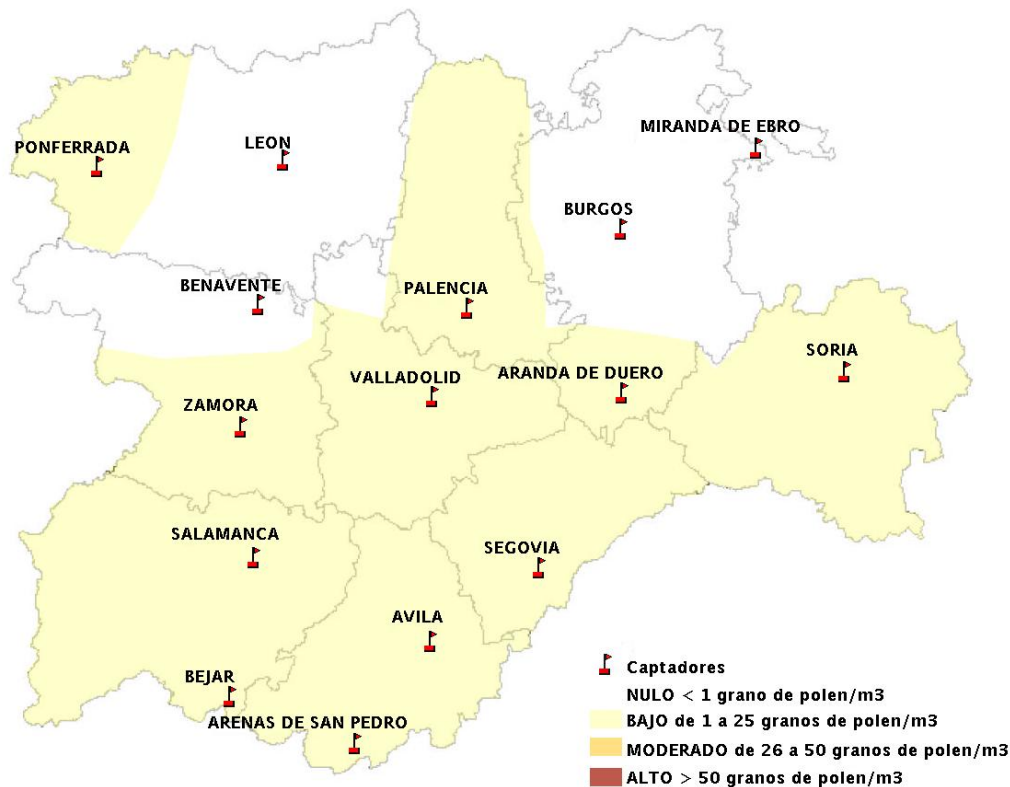 MIRANDA DE EBRO
PONFERRADA
LEON
BURGOS
BENAVENTE
PALENCIA
SORIA
VALLADOLID
ARANDA DE DUERO
ZAMORA
SALAMANCA
SEGOVIA
AVILA
BEJAR
ARENAS DE SAN PEDRO
Captadores
NULO < 1 grano de polen/m3
BAJO de 1 a 25 granos de polen/m3
MODERADO de 26 a 50 granos de polen/m3
ALTO > 50 granos de polen/m3